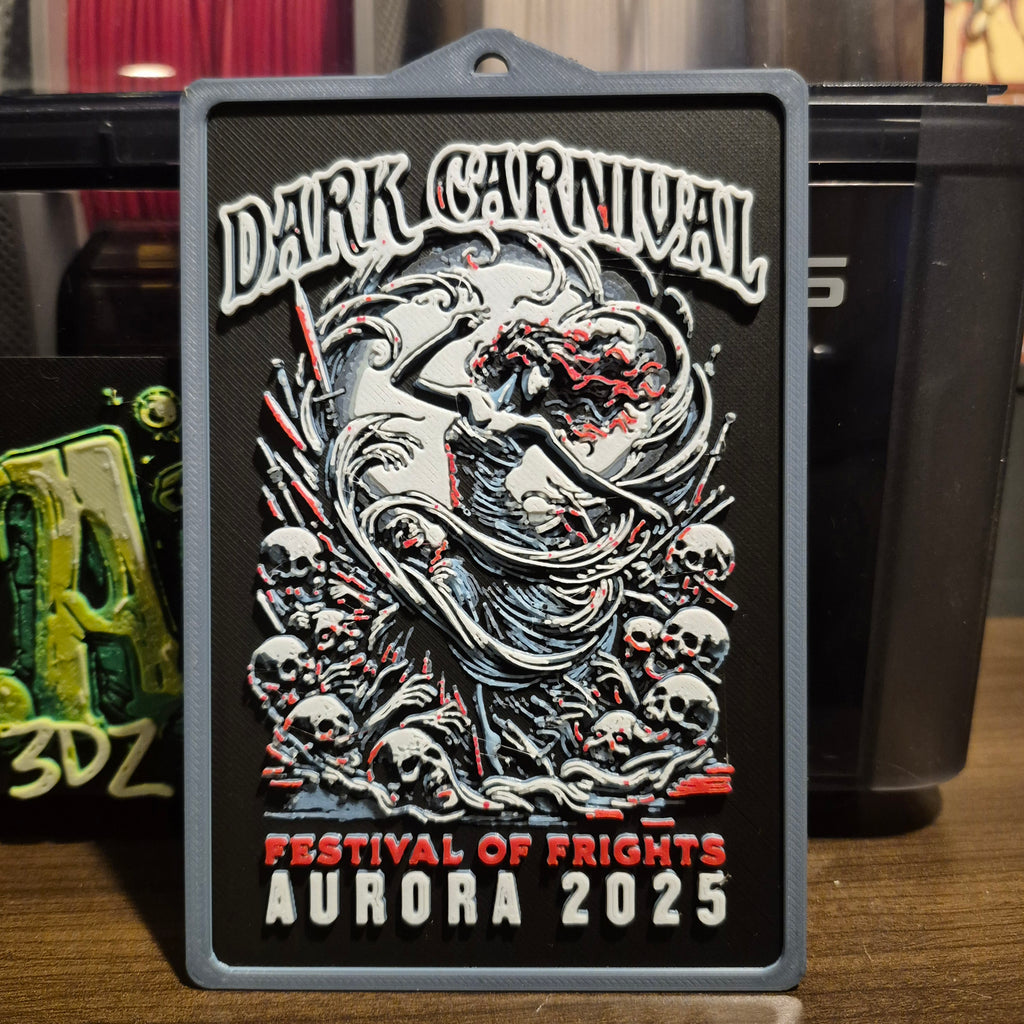 DARK CARNIVAL
FESTIVAL OF FRIGHTS
AURORA 2025
3DZ